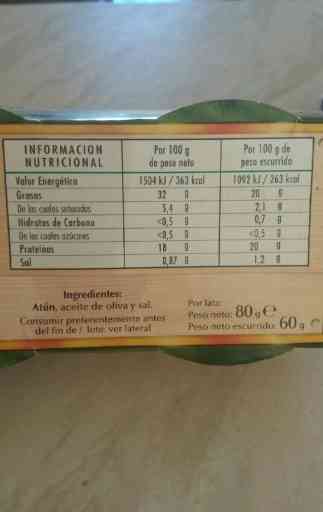 INFORMACION NUTRICIONAL Por 100 g de peso neto Por 100 g de peso escurrido
Valor Energético 1504 kJ / 363 kcal 1092 kJ / 263 kcal
Grasas 32 g 20 g
De las cuales saturadas 3,4 g 2,1 g
Hidratos de Carbono <0,5 g 0,7 g
De los cuales azúcares <0,5 g <0,5 g
Proteínas 18 g 20 g
Sal 0,87 g 1,2 g
Ingredientes:
Atún, aceite de oliva y sal.
Consumir preferentemente antes
del fin de / lote: ver lateral
Por lata:
Peso neto: 80 g e
Peso neto escurrido: 60 g